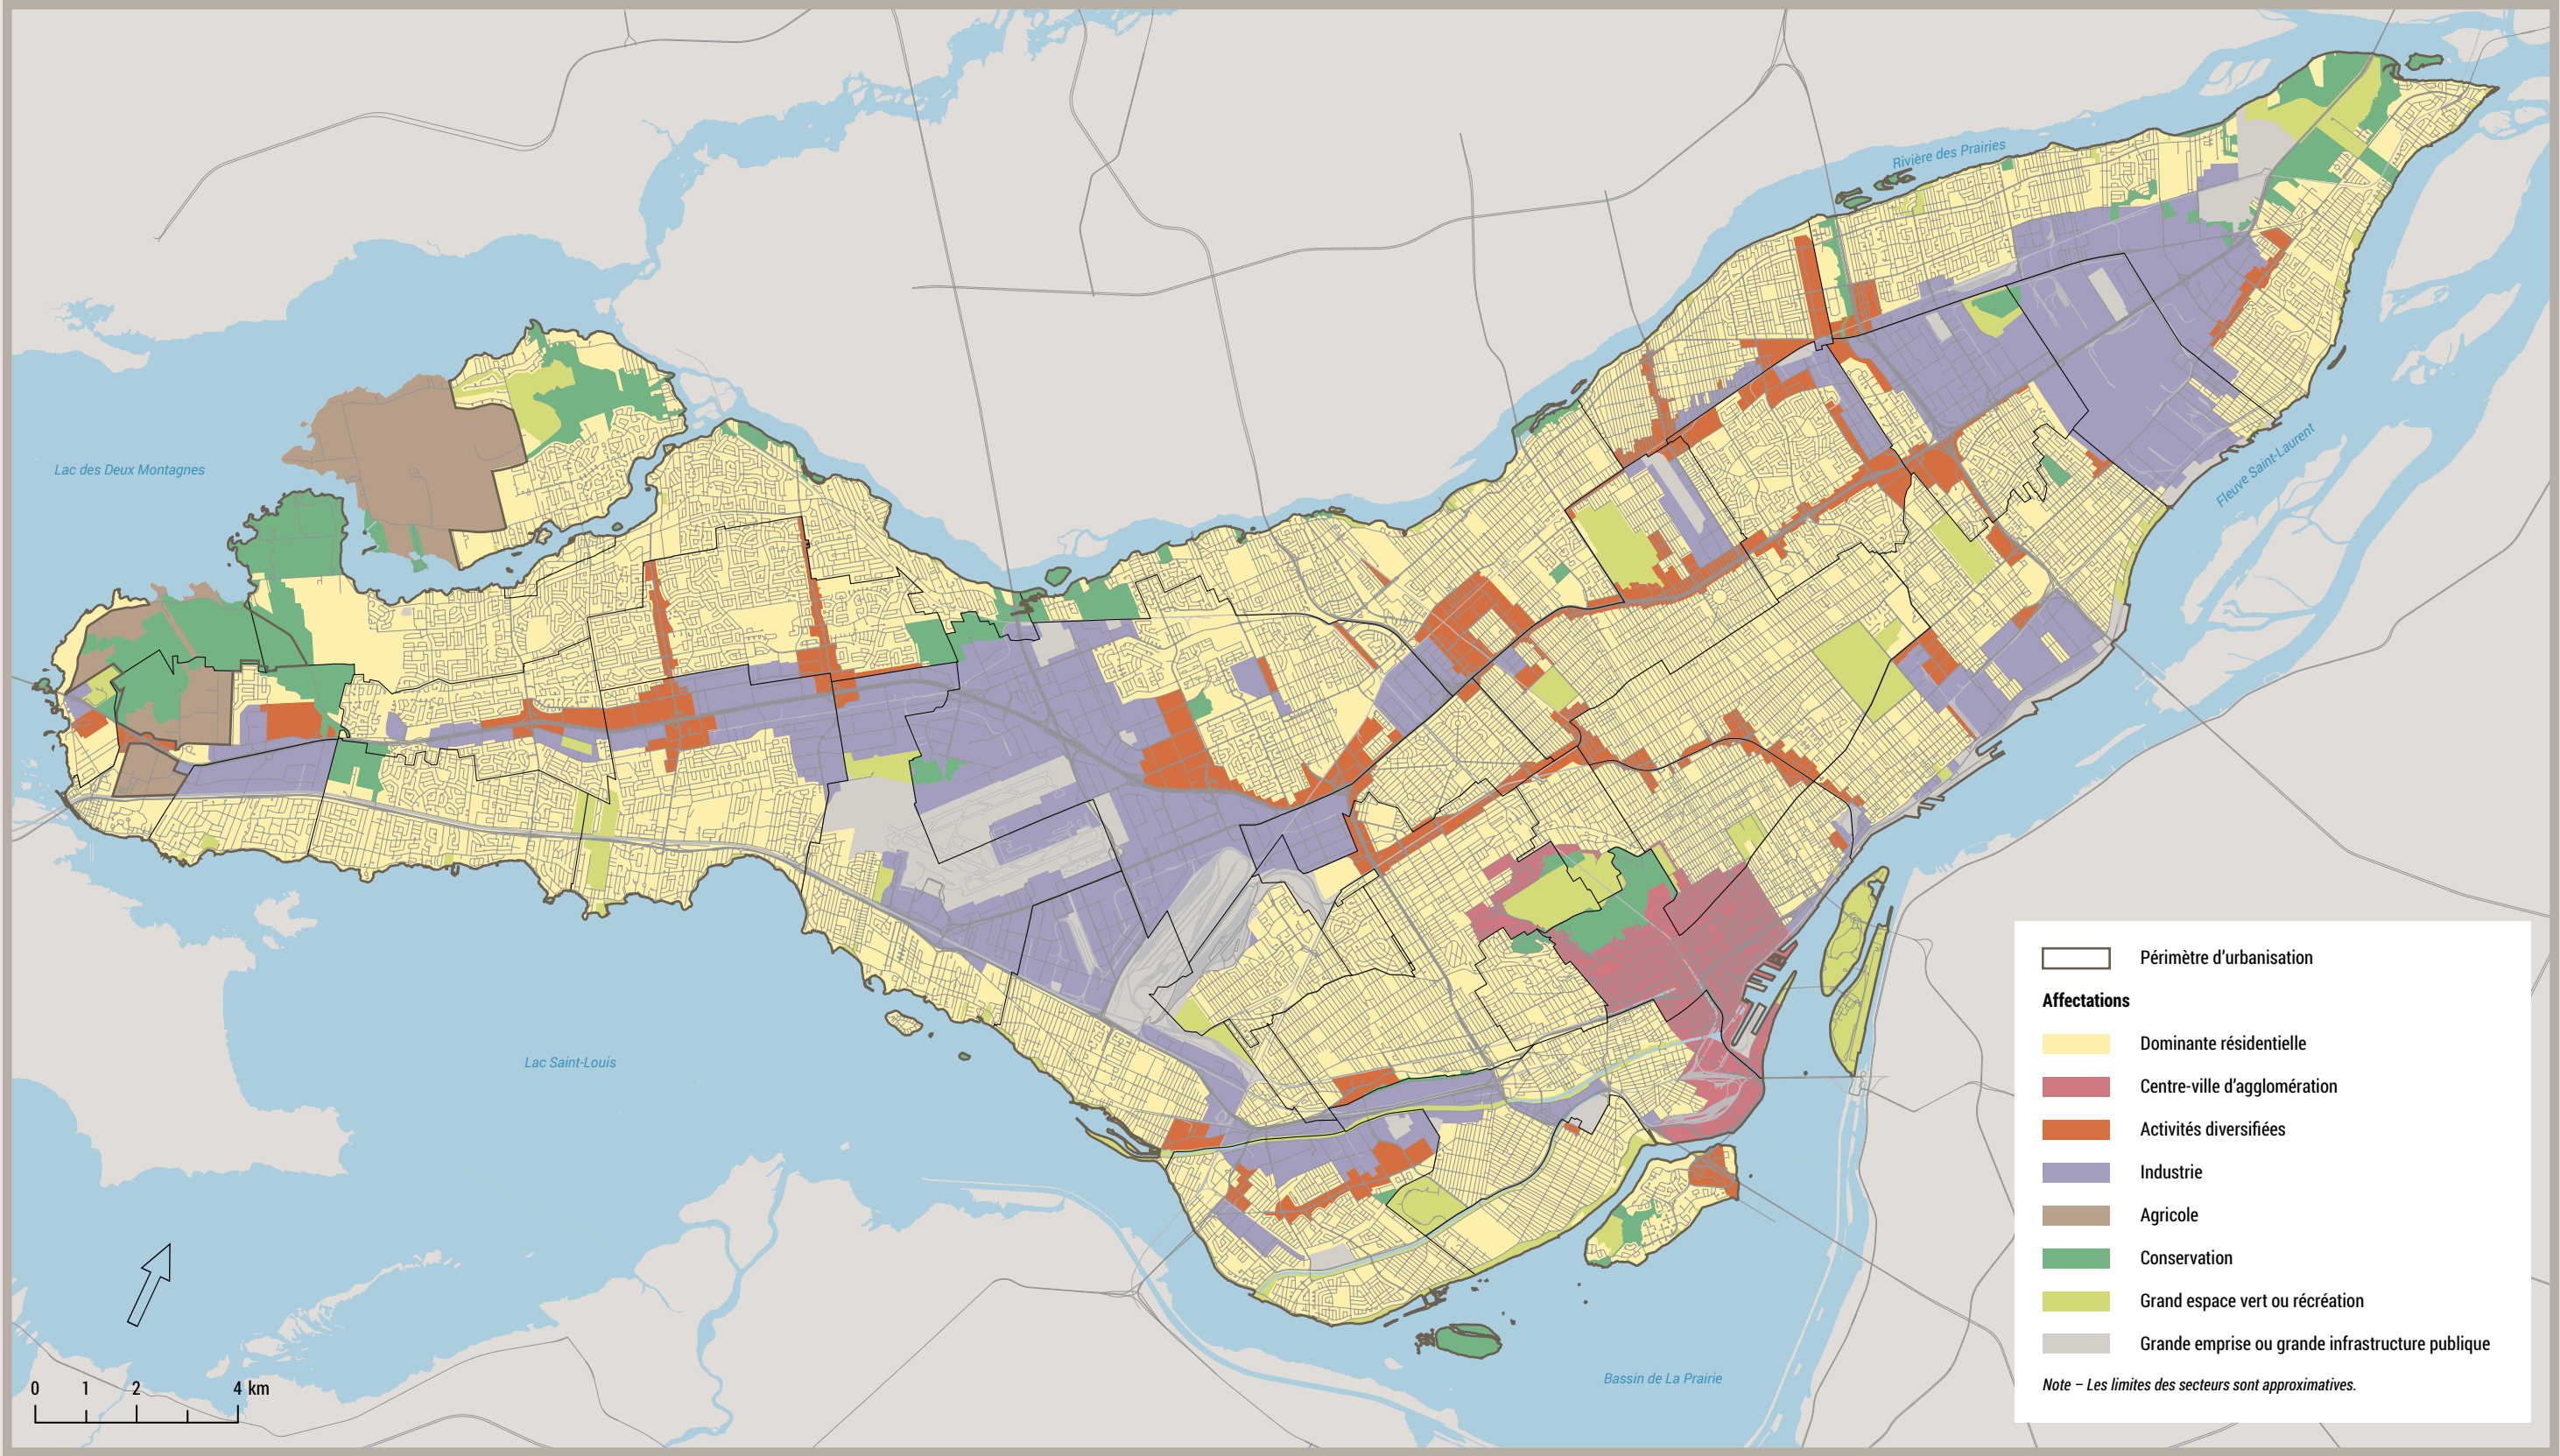 Rivière des Prairies
Lac des Deux Montagnes
Fleuve Saint-Laurent
Lac Saint-Louis
Bassin de La Prairie
0 1 2 4 km
Périmètre d'urbanisation
Affectations
Dominante résidentielle
Centre-ville d'agglomération
Activités diversifiées
Industrie
Agricole
Conservation
Grand espace vert ou récréation
Grande emprise ou grande infrastructure publique
Note – Les limites des secteurs sont approximatives.